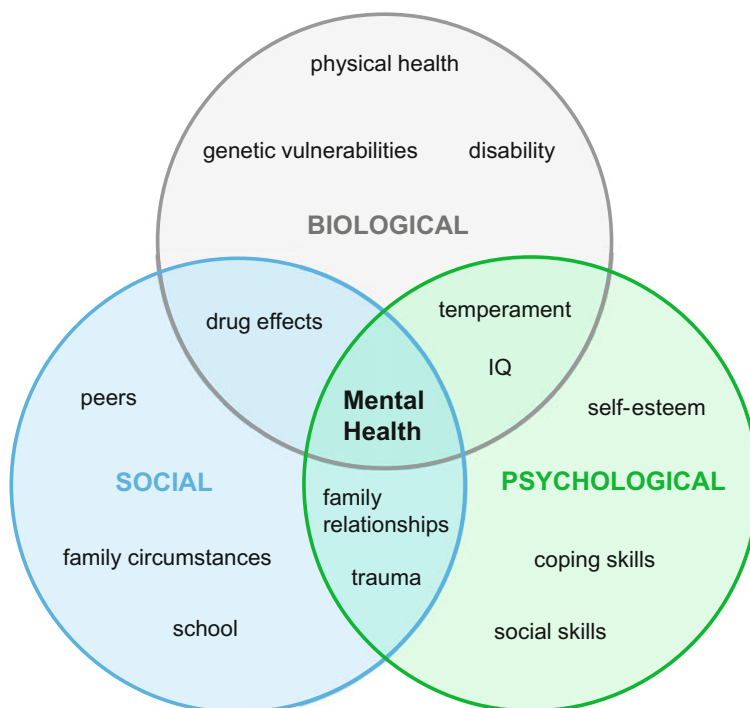 physical health
genetic vulnerabilities
disability
BIOLOGICAL
drug effects
temperament
IQ
peers
Mental
Health
self-esteem
SOCIAL
PSYCHOLOGICAL
family
relationships
family circumstances
trauma
coping skills
school
social skills